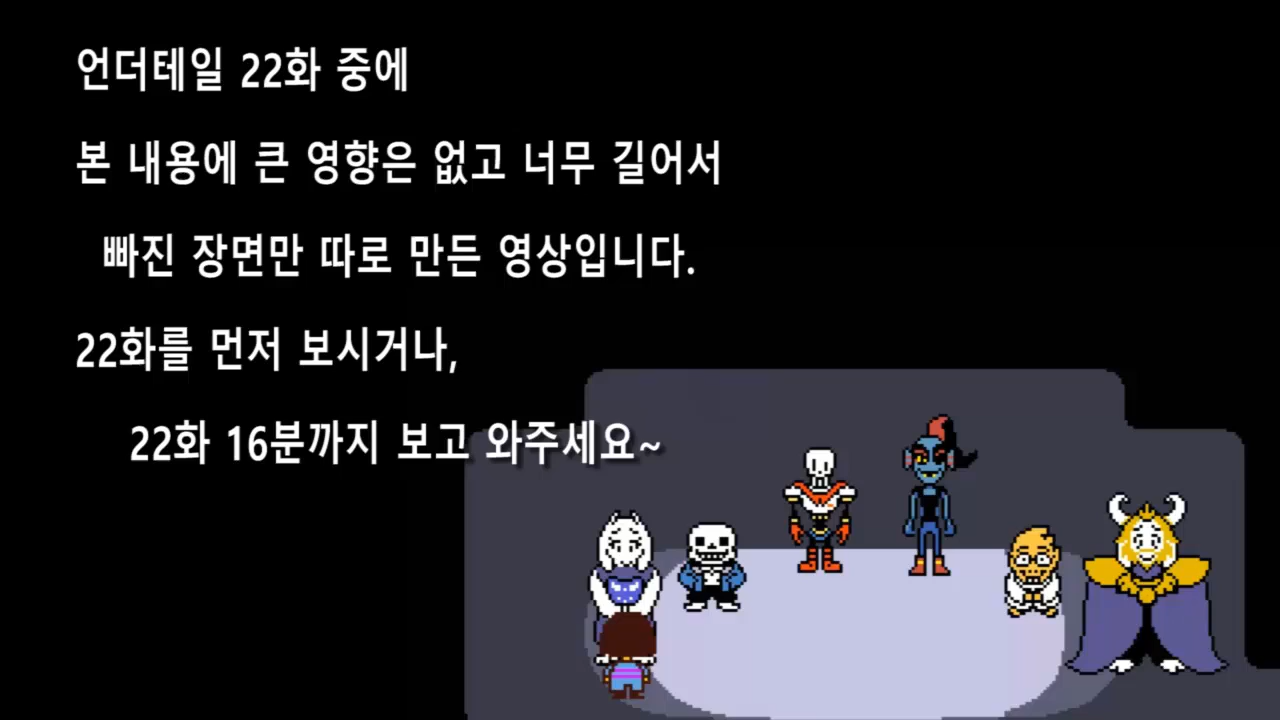 언더테일 22화 중에
본 내용에 큰 영향은 없고 너무 길어서
빠진 장면만 따로 만든 영상입니다.
22화를 먼저 보시거나,
22화 16분까지 보고 와주세요~